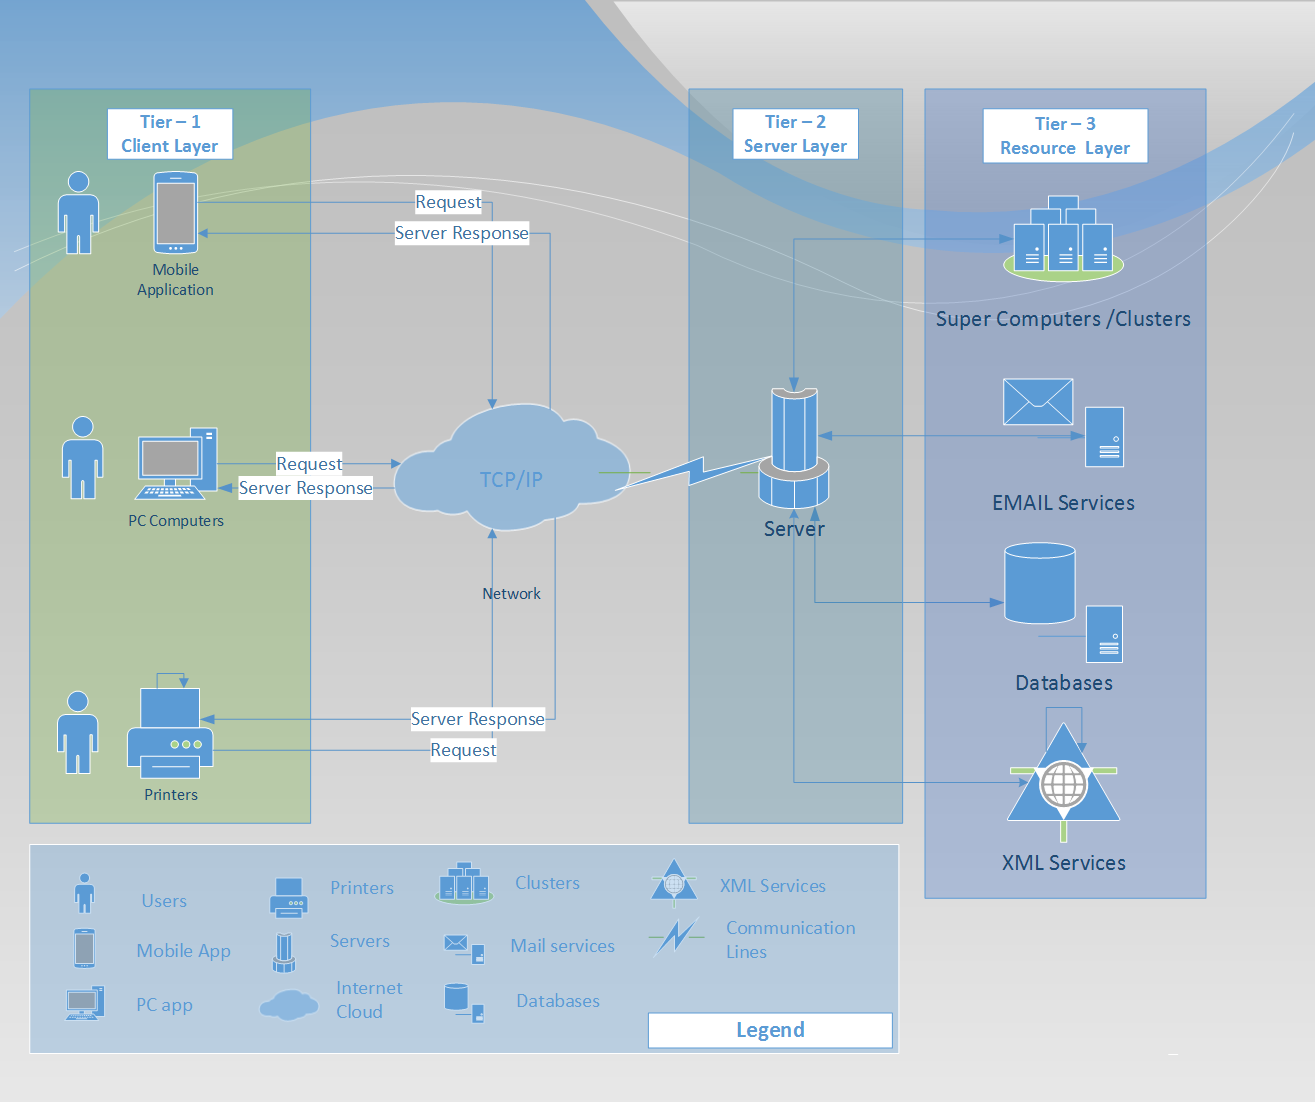 Tier – 1
Client Layer
Tier – 2
Server Layer
Tier – 3
Resource  Layer
Request
Server Response
Mobile
Application
Super Computers /Clusters
Request
Server Response
TCP/IP
PC Computers
EMAIL Services
Server
Network
Databases
Server Response
Request
Printers
XML Services
Users
Mobile App
PC app
Printers
Servers
Internet
Cloud
Clusters
Mail services
Databases
XML Services
Communication
Lines
Legend